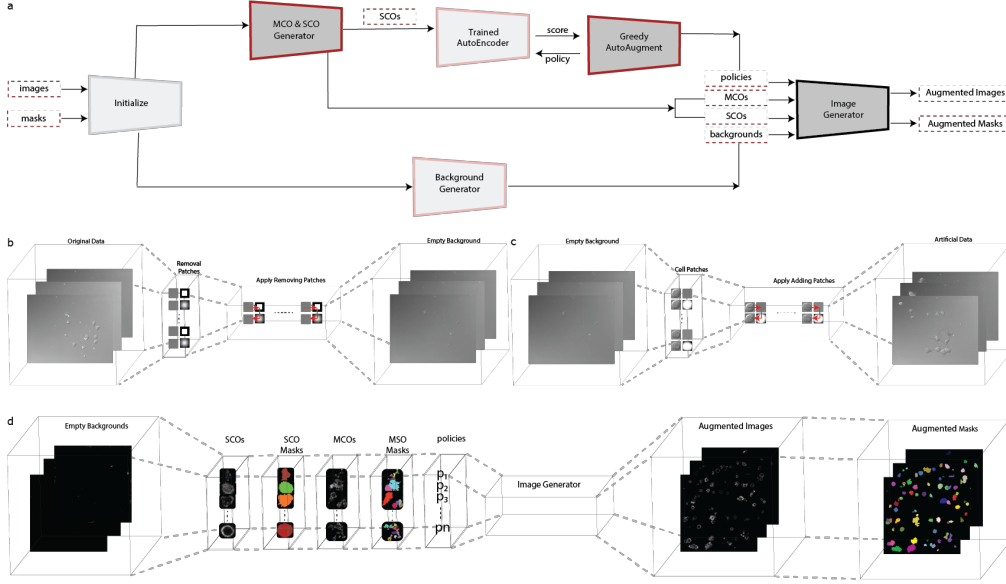 a
images
masks
Initialize
MCO & SCO
Generator
SCOs
Trained
AutoEncoder
score
policy
Greedy
AutoAugment
policies
MCOs
SCOs
backgrounds
Image
Generator
Augmented Images
Augmented Masks
Background
Generator
b
Original Data
Removal
Patches
Apply Removing Patches
Empty Background
c
Empty Background
Cell Patches
Apply Adding Patches
Artificial Data
d
Empty Backgrounds
SCOs
SCO
Masks
MCOs
MSO
Masks
policies
p1
p2
p3
pn
Image Generator
Augmented Images
Augmented Masks